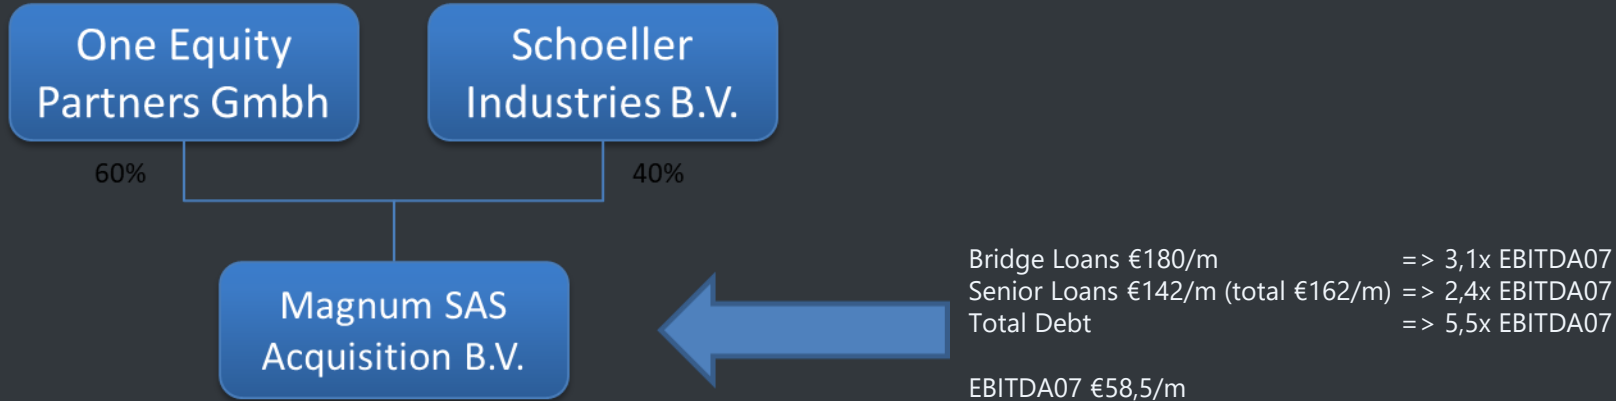 One Equity
Partners Gmbh
Schoeller
Industries B.V.
60%
40%
Magnum SAS
Acquisition B.V.
Bridge Loans €180/m => 3,1x EBITDA07
Senior Loans €142/m (total €162/m) => 2,4x EBITDA07
Total Debt => 5,5x EBITDA07
EBITDA07 €58,5/m